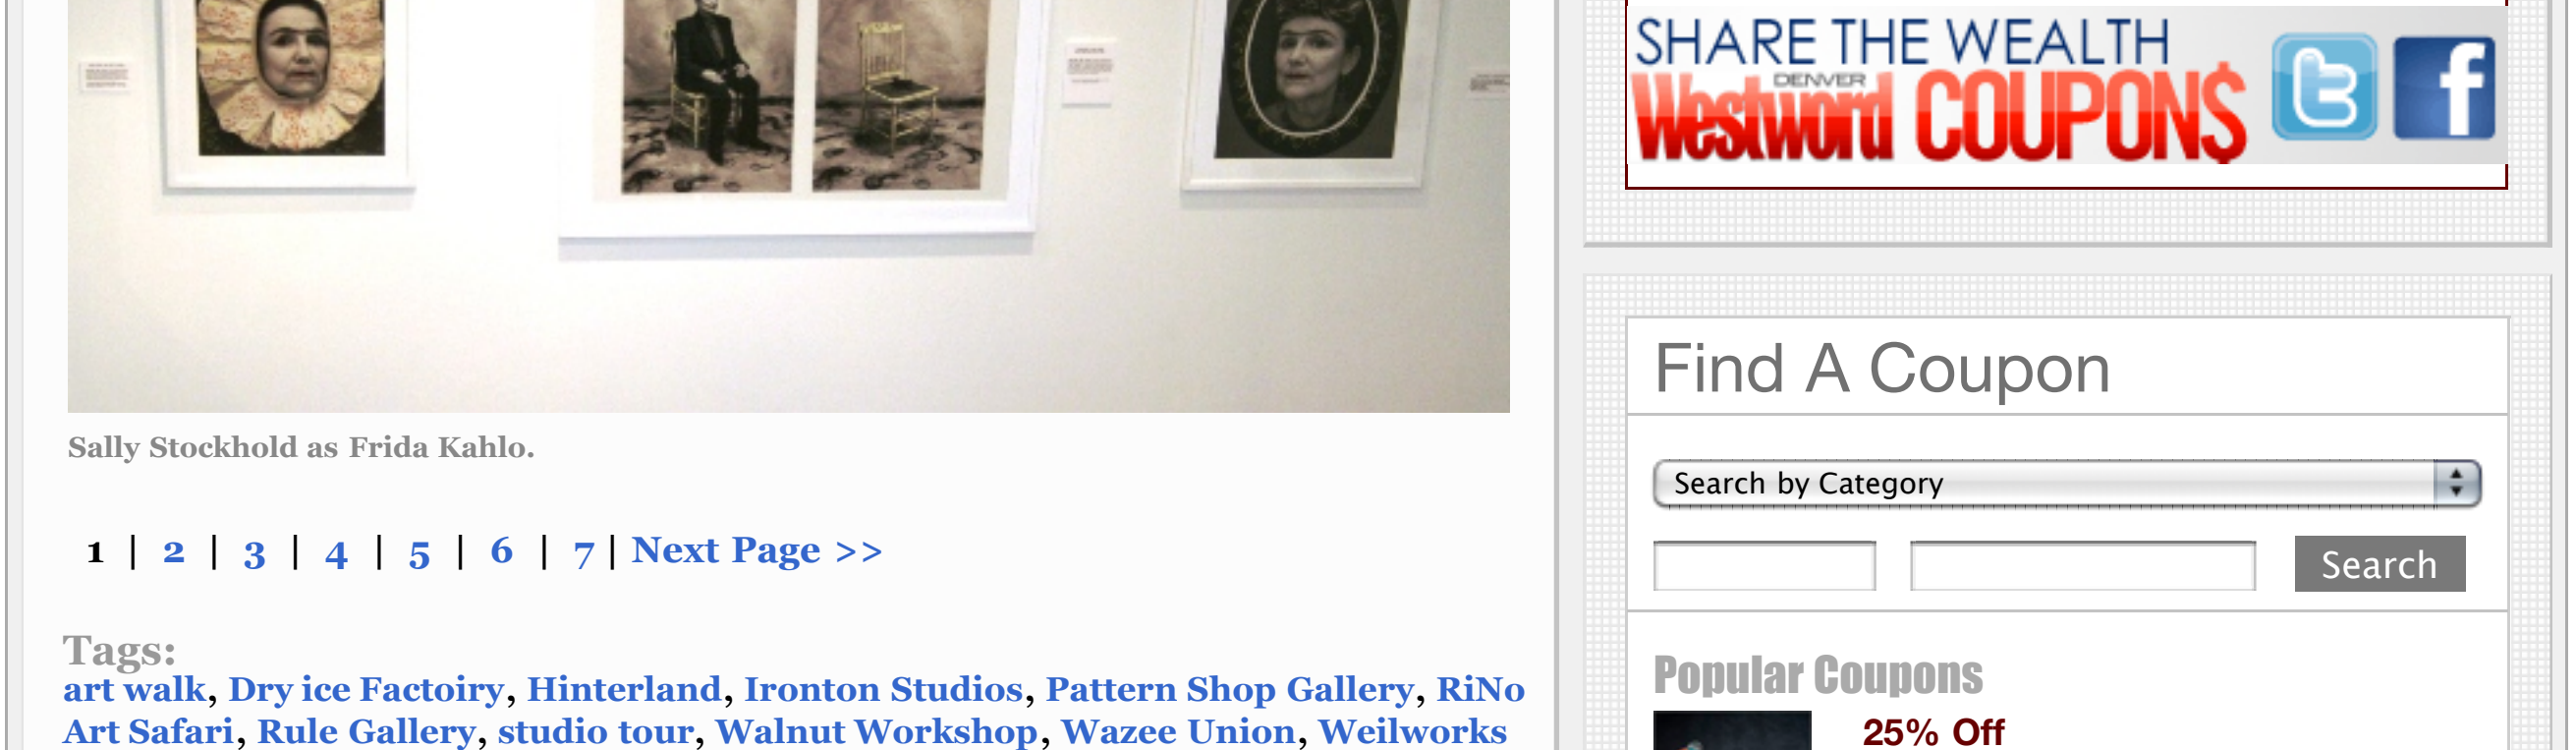 SHARE THE WEALTH
DENVER
Westword COUPON$
Find A Coupon
Search by Category
Search
Popular Coupons
25% Off
Sally Stockhold as Frida Kahlo.
1 | 2 | 3 | 4 | 5 | 6 | 7 | Next Page >>
Tags:
art walk, Dry ice Factoiry, Hinterland, Ironton Studios, Pattern Shop Gallery, RiNo
Art Safari, Rule Gallery, studio tour, Walnut Workshop, Wazee Union, Weilworks